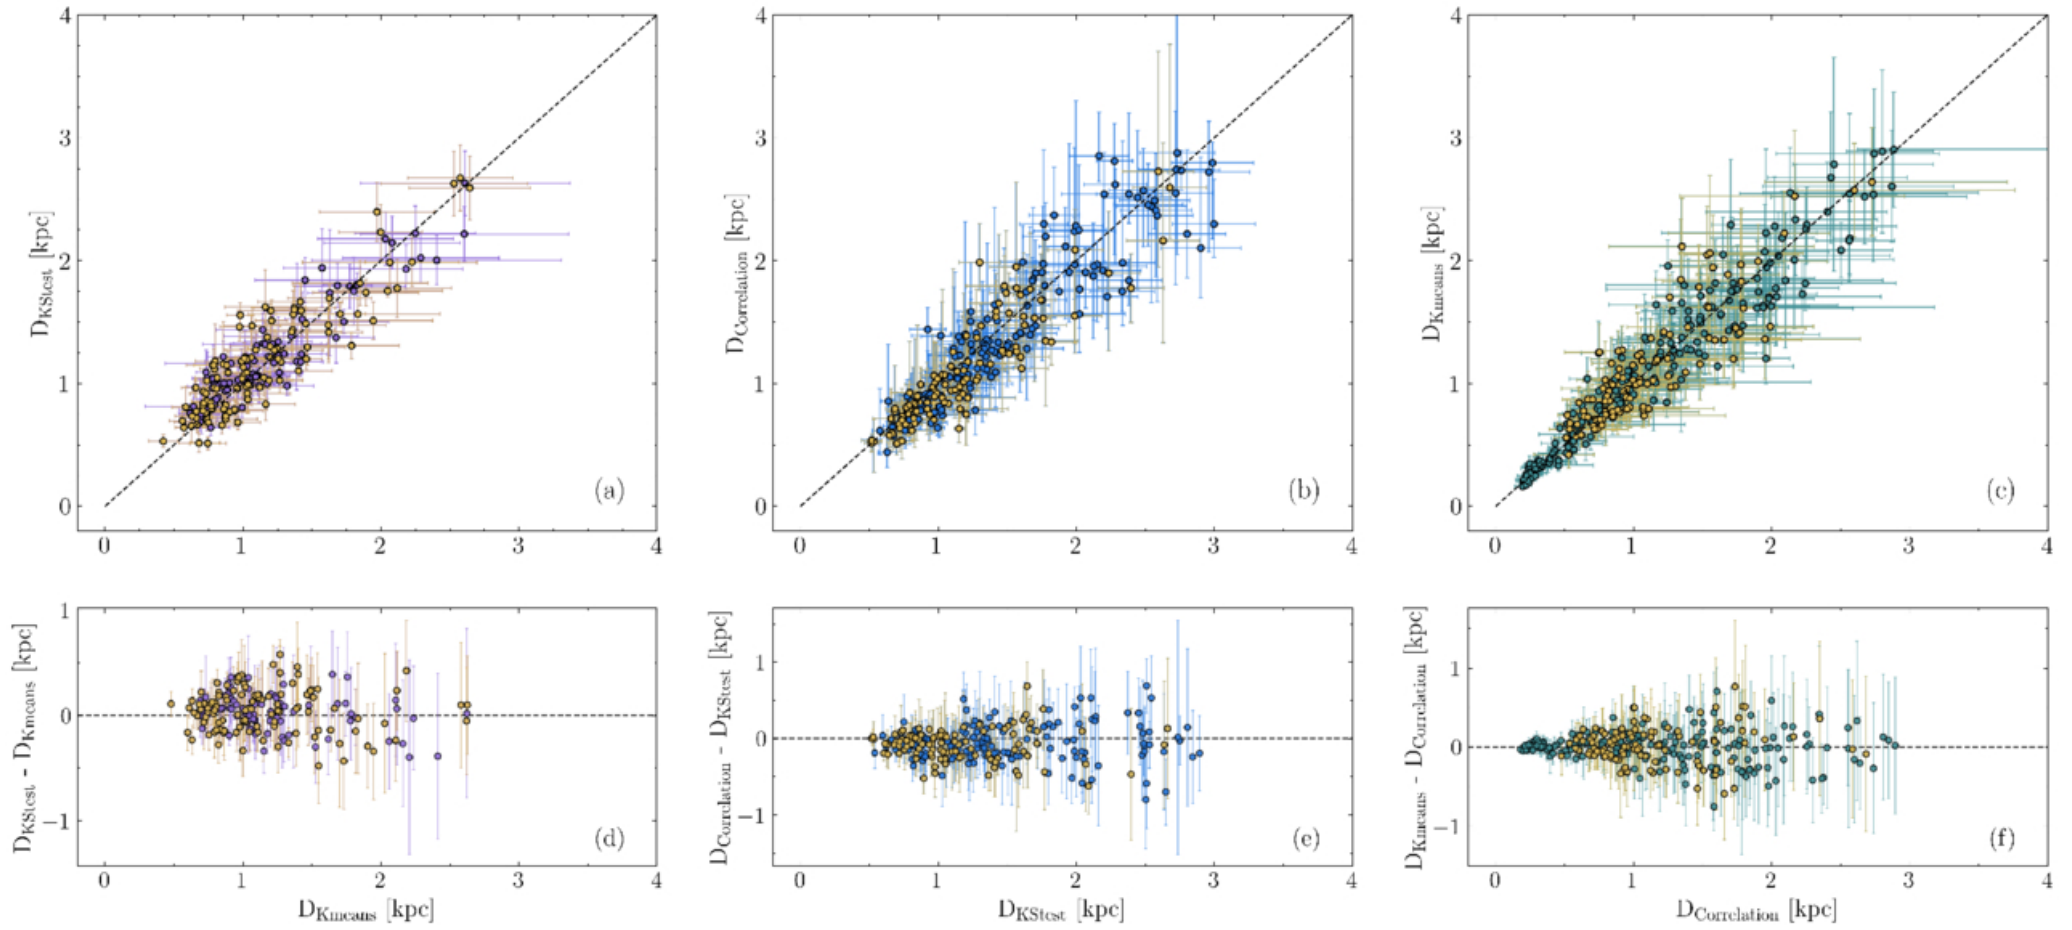 4
3
2
1
0
D_KStest [kpc]
(a)
0 1 2 3 4
4
3
2
1
0
D_Correlation [kpc]
(b)
0 1 2 3 4
4
3
2
1
0
D_Kmeans [kpc]
(c)
0 1 2 3 4
1
0
−1
D_KStest - D_Kmeans [kpc]
(d)
0 1 2 3 4
D_Kmeans [kpc]
1
0
−1
D_Correlation - D_KStest [kpc]
(e)
0 1 2 3 4
D_KStest [kpc]
1
0
−1
D_Kmeans - D_Correlation [kpc]
(f)
0 1 2 3 4
D_Correlation [kpc]